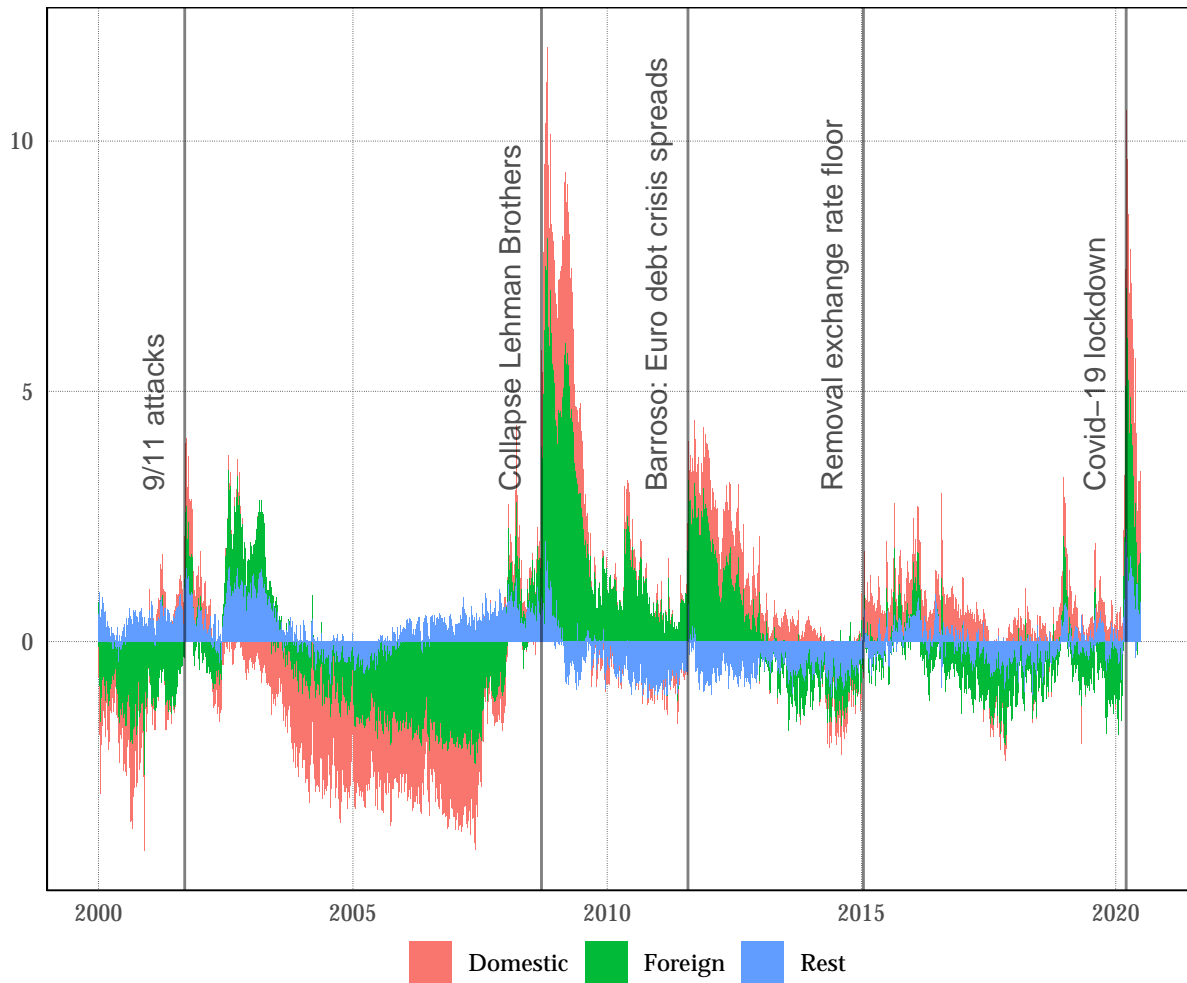 10
5
0
9/11 attacks
Collapse Lehman Brothers
Barroso: Euro debt crisis spreads
Removal exchange rate floor
Covid−19 lockdown
2000
2005
2010
2015
2020
Domestic
Foreign
Rest